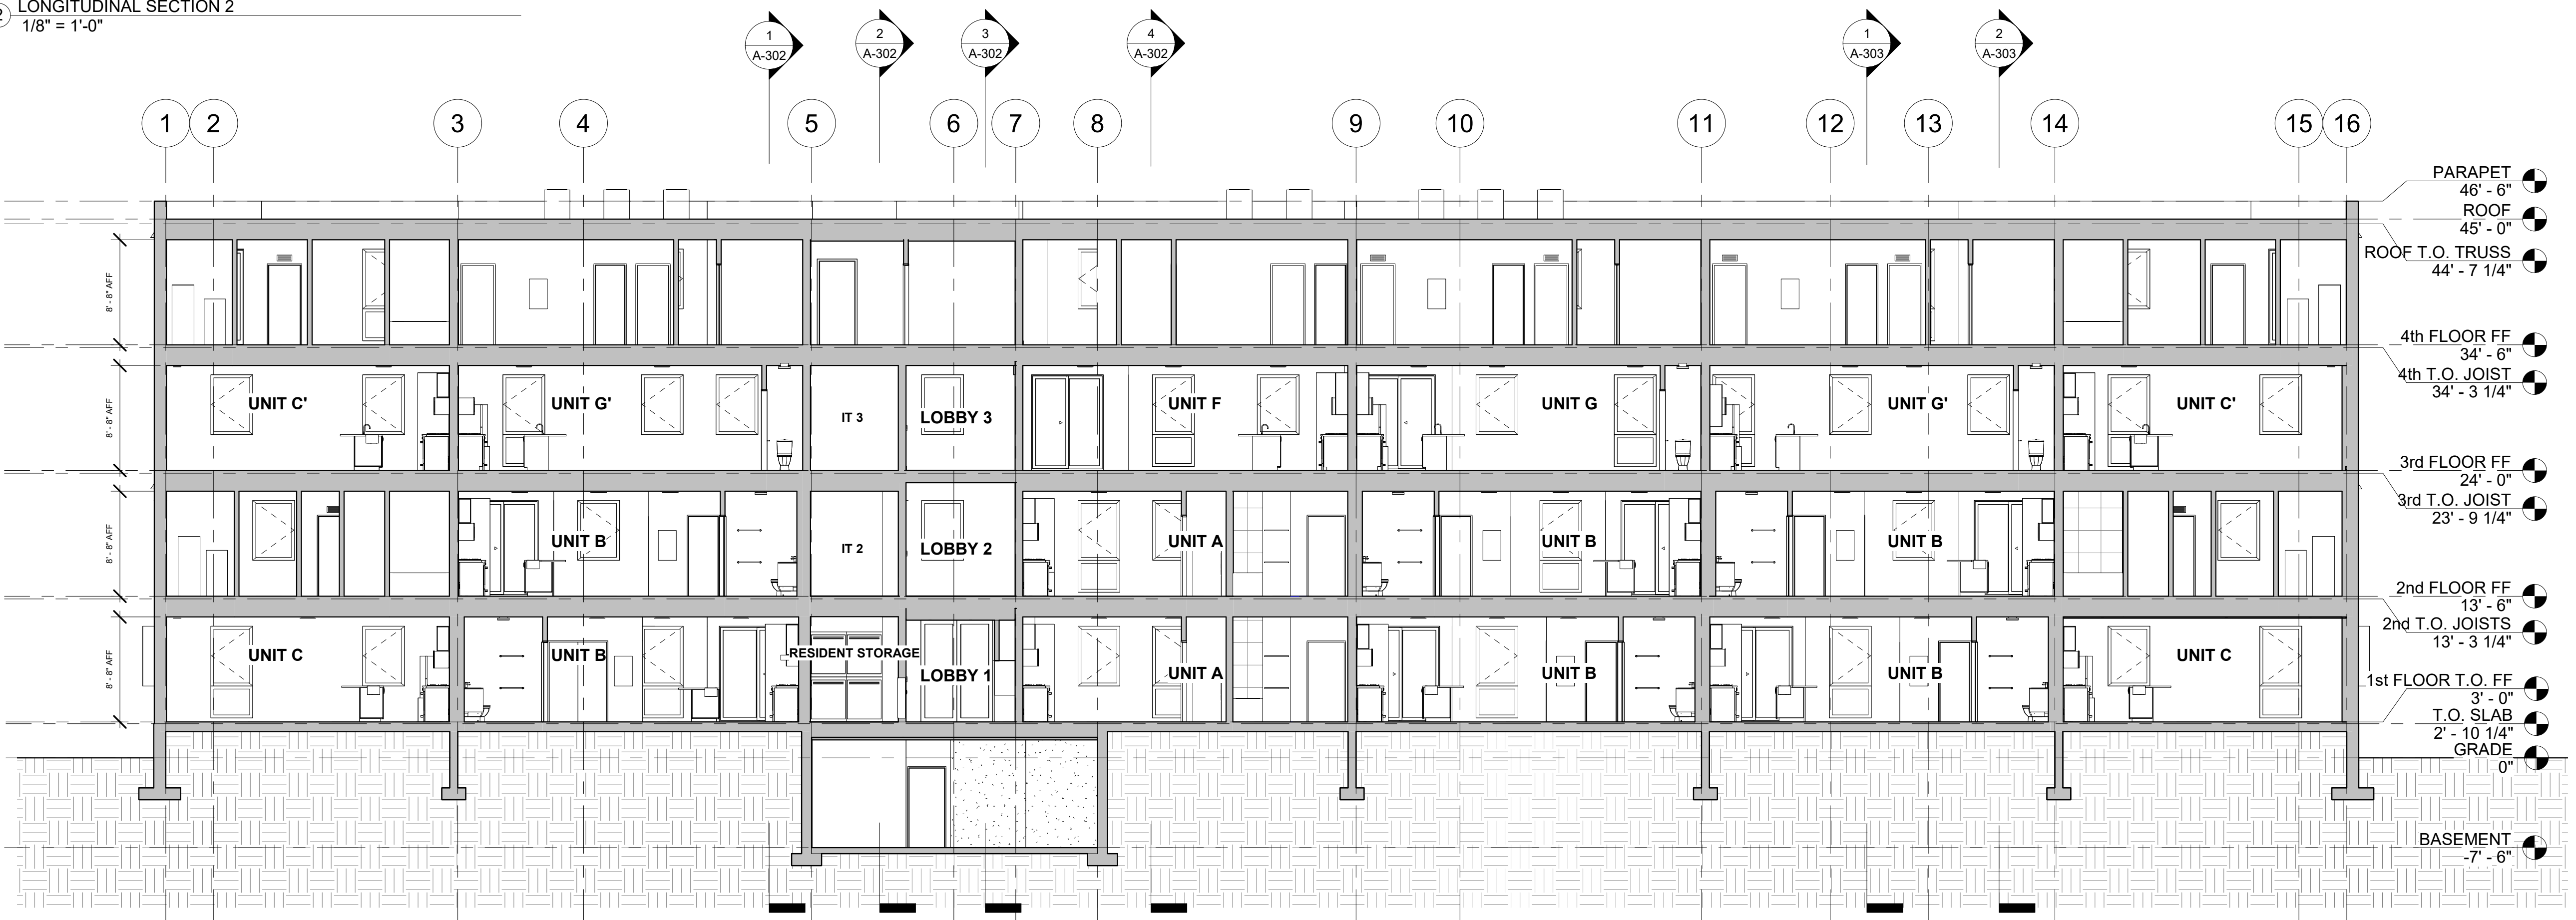 2 LONGITUDINAL SECTION 2
1/8" = 1'-0"
1
A-302
2
A-302
3
A-302
4
A-302
1
A-303
2
A-303
1 2 3 4 5 6 7 8 9 10 11 12 13 14 15 16
PARAPET
46' - 6"
ROOF
45' - 0"
ROOF T.O. TRUSS
44' - 7 1/4"
8' - 8" AFF
4th FLOOR FF
34' - 6"
4th T.O. JOIST
34' - 3 1/4"
8' - 8" AFF
UNIT C' UNIT G' IT 3 LOBBY 3 UNIT F UNIT G UNIT G' UNIT C'
3rd FLOOR FF
24' - 0"
3rd T.O. JOIST
23' - 9 1/4"
8' - 8" AFF
UNIT B IT 2 LOBBY 2 UNIT A UNIT B UNIT B
2nd FLOOR FF
13' - 6"
2nd T.O. JOISTS
13' - 3 1/4"
8' - 8" AFF
UNIT C UNIT B RESIDENT STORAGE LOBBY 1 UNIT A UNIT B UNIT B UNIT C
1st FLOOR T.O. FF
3' - 0"
T.O. SLAB
2' - 10 1/4"
GRADE
0"
BASEMENT
-7' - 6"